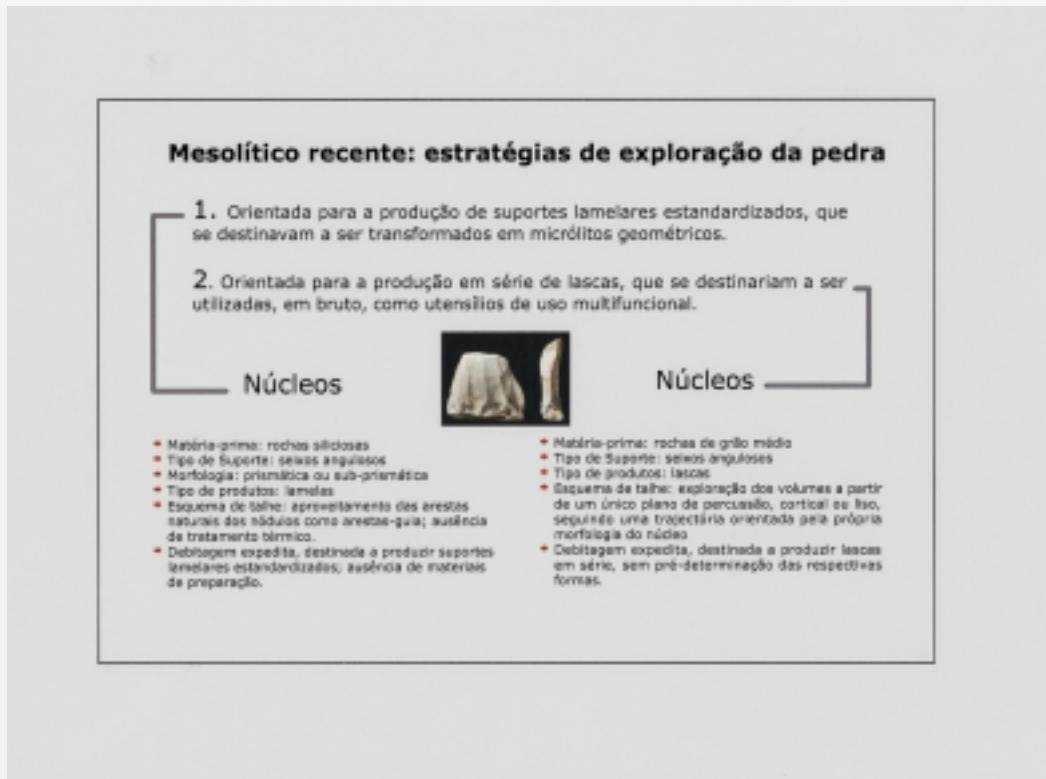 Mesolítico recente: estratégias de exploração da pedra
1. Orientada para a produção de suportes lamelares estandardizados, que
se destinavam a ser transformados em micrólitos geométricos.
2. Orientada para a produção em série de lascas, que se destinariam a ser
utilizadas, em bruto, como utensílios de uso multifuncional.
Núcleos
Matéria-prima: rochas siliciosas
Tipo de Suporte: seixos angulosos
Morfologia: prismática ou sub-prismática
Tipo de produtos: lamelas
Esquema de talhe: aproveitamento das arestas
naturais dos nódulos como arestas-guia; ausência
de tratamento térmico.
Debitagem expedita, destinada a produzir suportes
lamelares estandardizados; ausência de materiais
de preparação.
Núcleos
Matéria-prima: rochas de grão médio
Tipo de Suporte: seixos angulosos
Tipo de produtos: lascas
Esquema de talhe: exploração dos volumes a partir
de um único plano de percussão, cortical ou liso,
seguindo uma trajectória orientada pela própria
morfologia do núcleo
Debitagem expedita, destinada a produzir lascas
em série, sem pré-determinação das respectivas
formas.